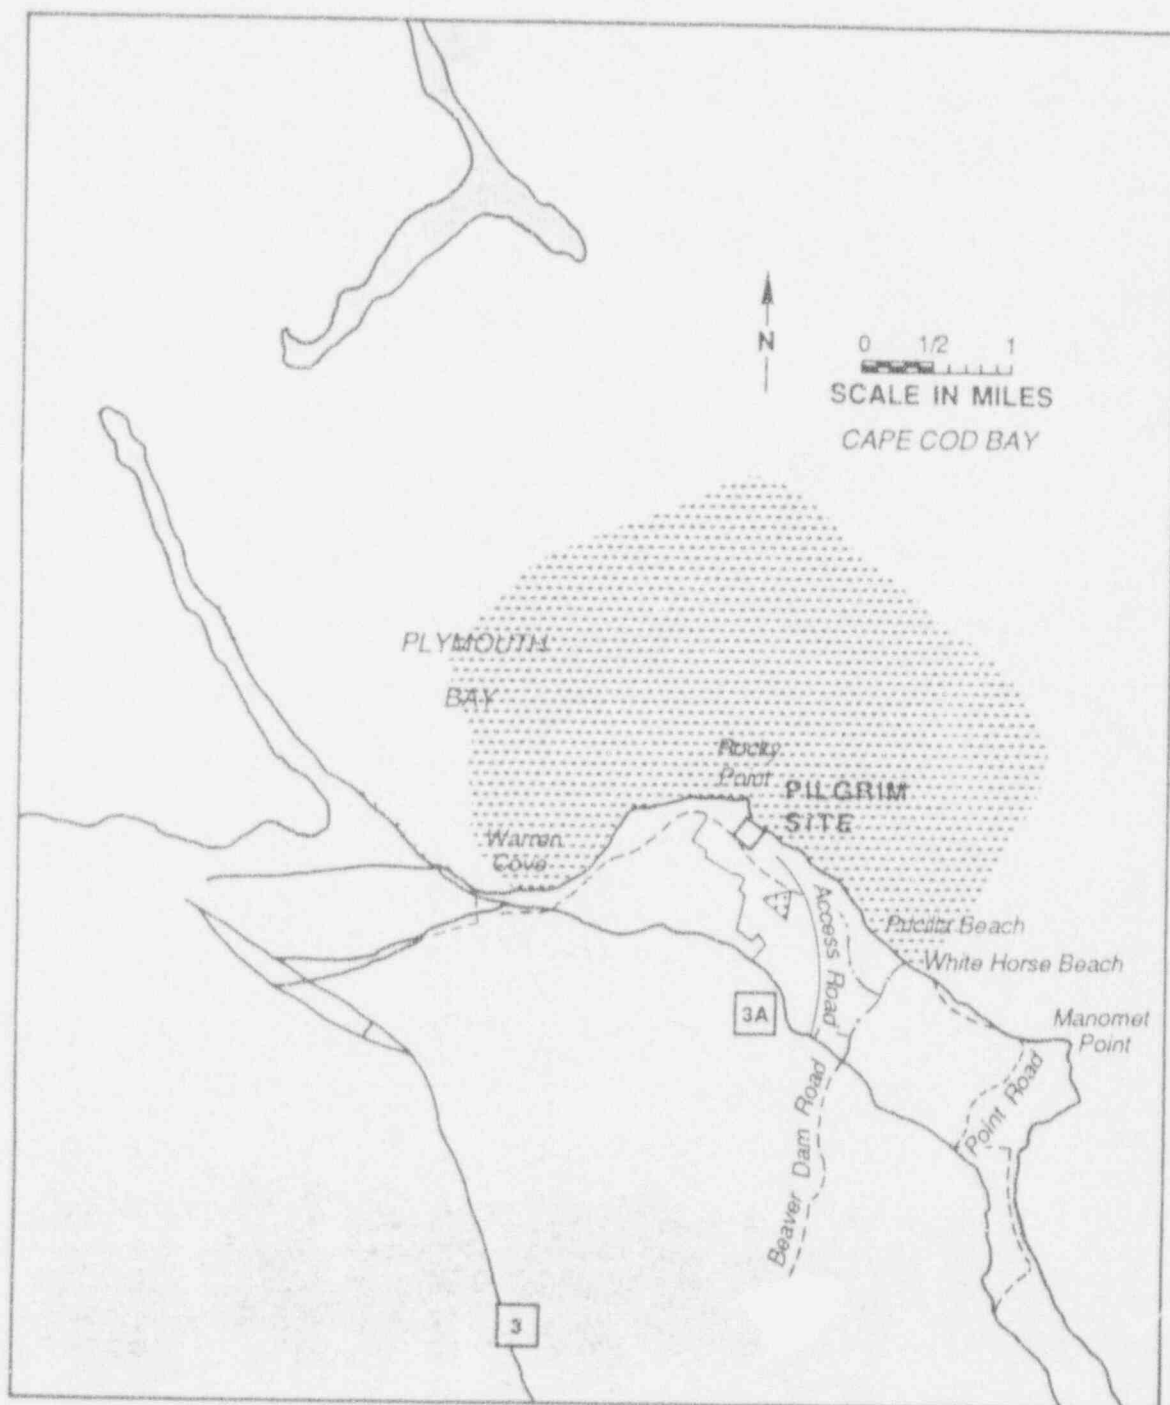 N
0 1/2 1
SCALE IN MILES
CAPE COD BAY
PLYMOUTH
BAY
Rocky
Point
PILGRIM
SITE
Warren
Cove
Access Road
Priscilla Beach
White Horse Beach
3A
Manomet
Point
Point Road
Beaver Dam Road
3